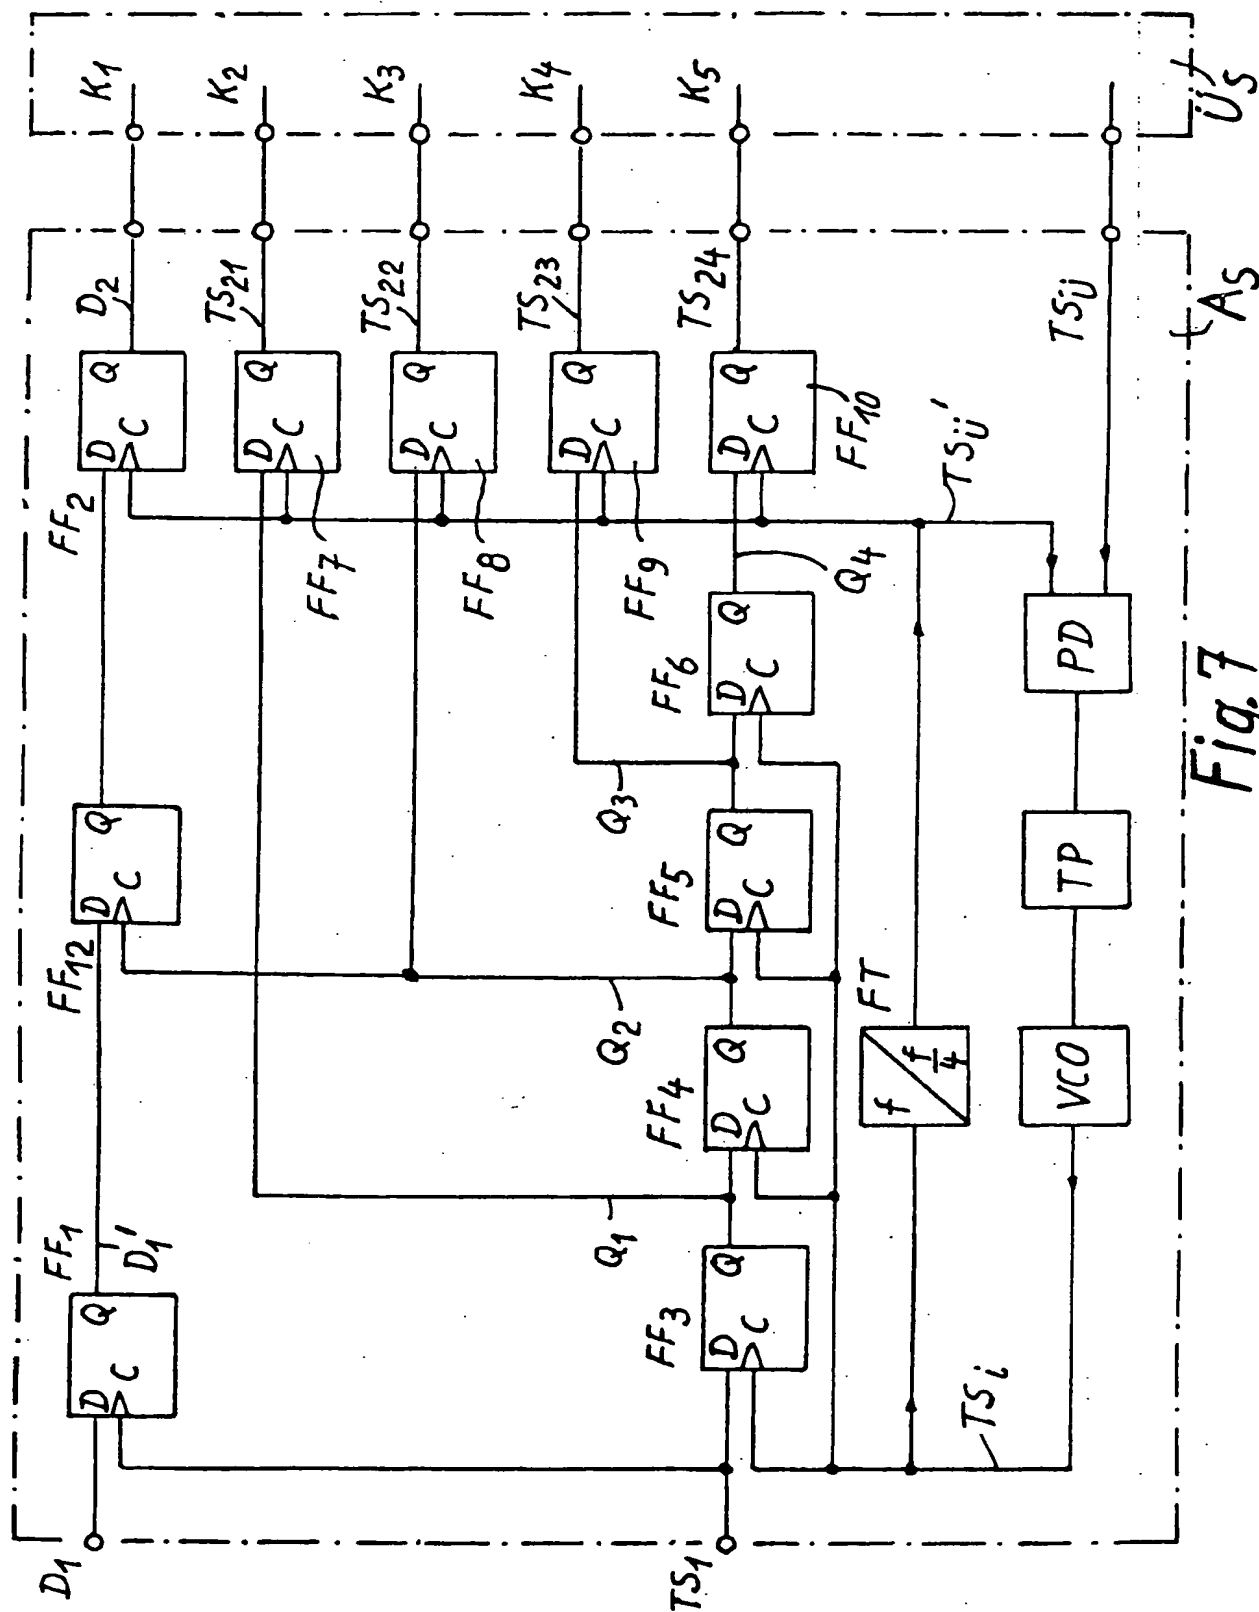 D₁
D
C
Q
FF₁
D₁'
FF₁₂
D
C
Q
FF₂
D
C
Q
D₂
K₁
D
C
Q
FF₇
TS₂₁
K₂
D
C
Q
FF₈
TS₂₂
K₃
D
C
Q
FF₉
TS₂₃
K₄
TS₁
FF₃
D
C
Q
Q₁
FF₄
D
C
Q
Q₂
FF₅
D
C
Q
Q₃
FF₆
D
C
Q
Q₄
D
C
Q
FF₁₀
TS₂₄
K₅
FT
f
f/4
TSü'
TSᵢ
VCO
TP
PD
TSü
A_S
Ü_S
Fig. 7